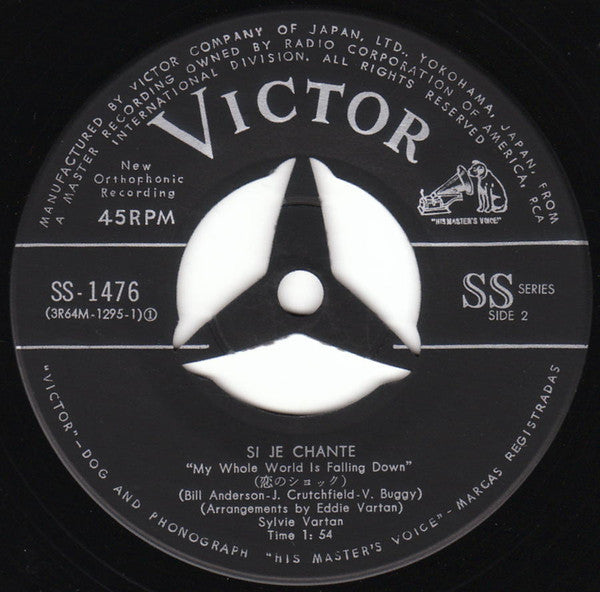 MANUFACTURED BY VICTOR COMPANY OF JAPAN, LTD., YOKOHAMA, JAPAN, FROM
A MASTER RECORDING OWNED BY RADIO CORPORATION OF AMERICA, RCA
INTERNATIONAL DIVISION. ALL RIGHTS RESERVED
VICTOR
New
Orthophonic
Recording
45RPM
"HIS MASTER'S VOICE"
SS-1476
(3R64M-1295-1)①
SS SERIES
SIDE 2
SI JE CHANTE
"My Whole World Is Falling Down"
(恋のショック)
(Bill Anderson-J. Crutchfield-V. Buggy)
(Arrangements by Eddie Vartan)
Sylvie Vartan
Time 1: 54
"VICTOR"-DOG AND PHONOGRAPH "HIS MASTER'S VOICE"-MARCAS REGISTRADAS